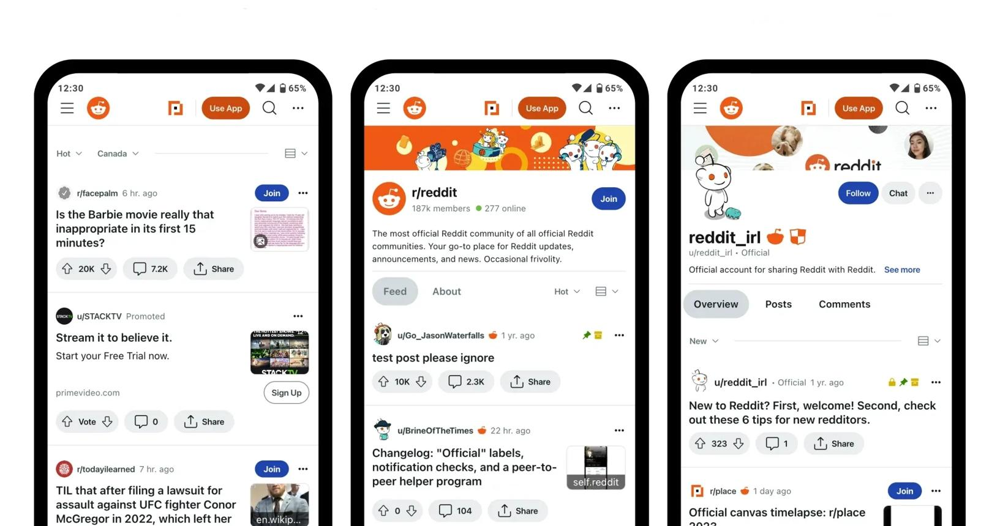 12:30
65%
Use App
Hot
Canada
r/facepalm 6 hr. ago
Join
Is the Barbie movie really that
inappropriate in its first 15
minutes?
20K
7.2K
Share
STACKTV
u/STACKTV Promoted
Stream it to believe it.
Start your Free Trial now.
LIVE AND ON DEMAND.
STACKTV
primevideo.com
Sign Up
Vote
0
Share
r/todayilearned 7 hr. ago
Join
TIL that after filing a lawsuit for
assault against UFC fighter Conor
McGregor in 2022, which left her
en.wikip...
12:30
65%
Use App
r/reddit
187k members 277 online
Join
The most official Reddit community of all official Reddit
communities. Your go-to place for Reddit updates,
announcements, and news. Occasional frivolity.
Feed
About
Hot
u/Go_JasonWaterfalls 1 yr. ago
test post please ignore
10K
2.3K
Share
u/BrineOfTheTimes 22 hr. ago
Changelog: "Official" labels,
notification checks, and a peer-to-
peer helper program
self.reddit
0
104
Share
12:30
65%
Use App
reddit
Follow
Chat
reddit_irl
u/reddit_irl • Official
Official account for sharing Reddit with Reddit. See more
Overview
Posts
Comments
New
u/reddit_irl • Official 1 yr. ago
New to Reddit? First, welcome! Second, check
out these 6 tips for new redditors.
323
1
Share
r/place 1 day ago
Join
Official canvas timelapse: r/place
2023